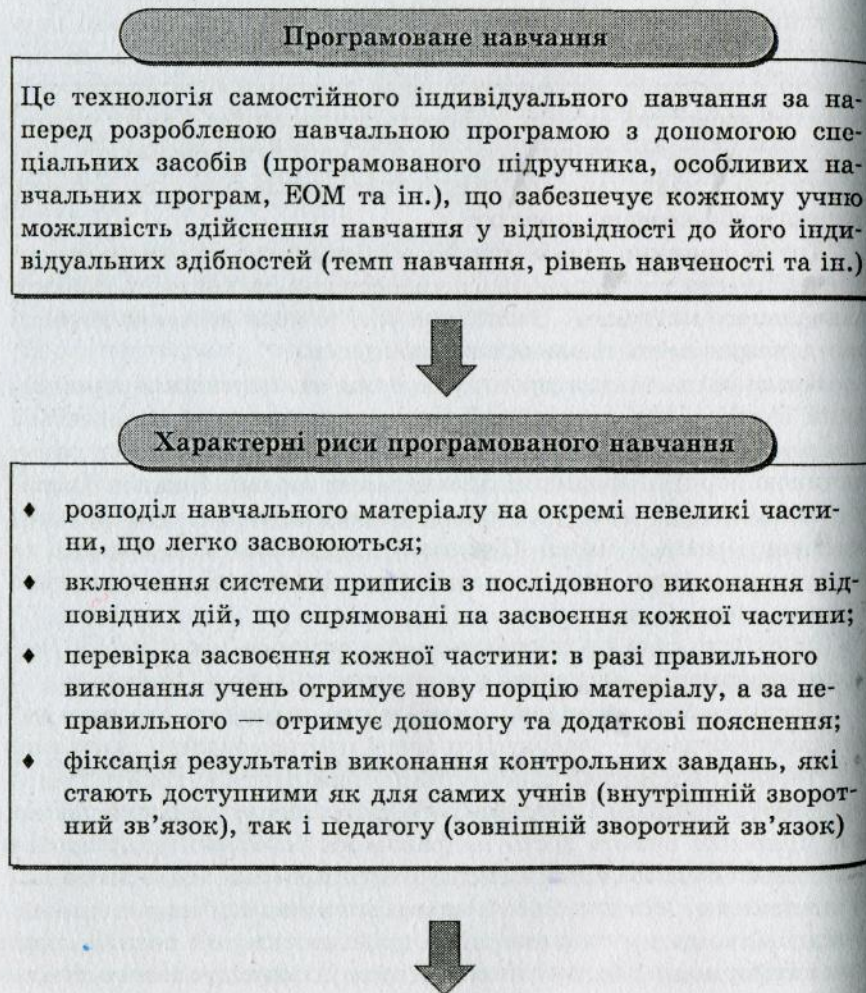 Програмоване навчання
Це технологія самостійного індивідуального навчання за на-
перед розробленою навчальною програмою з допомогою спе-
ціальних засобів (програмованого підручника, особливих на-
вчальних програм, ЕОМ та ін.), що забезпечує кожному учню
можливість здійснення навчання у відповідності до його інди-
відуальних здібностей (темп навчання, рівень навченості та ін.)
Характерні риси програмованого навчання
♦ розподіл навчального матеріалу на окремі невеликі части-
ни, що легко засвоюються;
♦ включення системи приписів з послідовного виконання від-
повідних дій, що спрямовані на засвоєння кожної частини;
♦ перевірка засвоєння кожної частини: в разі правильного
виконання учень отримує нову порцію матеріалу, а за не-
правильного – отримує допомогу та додаткові пояснення;
♦ фіксація результатів виконання контрольних завдань, які
стають доступними як для самих учнів (внутрішній зворот-
ний зв’язок), так і педагогу (зовнішній зворотний зв’язок)